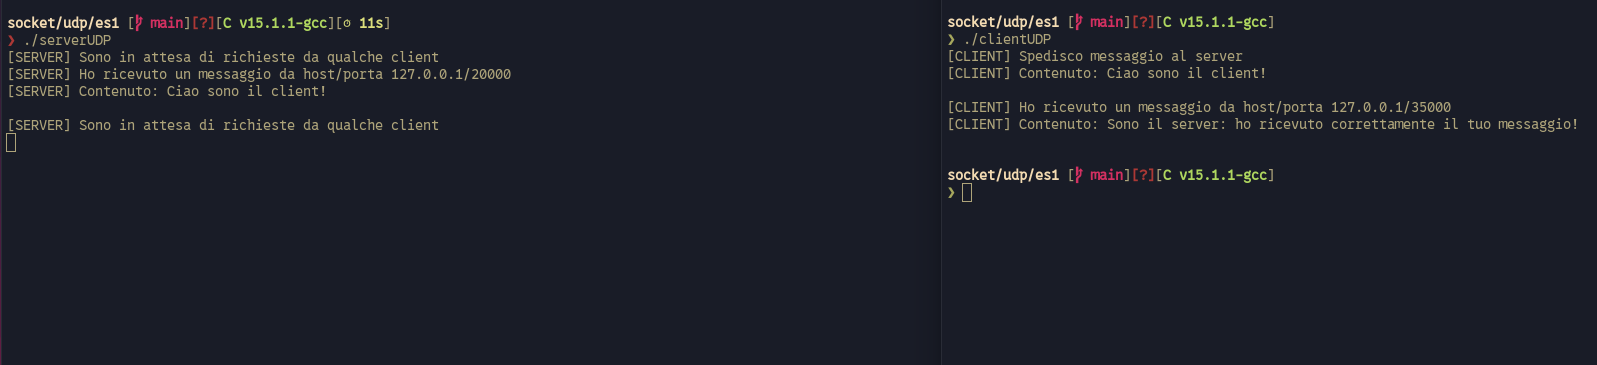 socket/udp/es1 [ main][?][C v15.1.1-gcc][ 11s]
❯ ./serverUDP
[SERVER] Sono in attesa di richieste da qualche client
[SERVER] Ho ricevuto un messaggio da host/porta 127.0.0.1/20000
[SERVER] Contenuto: Ciao sono il client!
[SERVER] Sono in attesa di richieste da qualche client
socket/udp/es1 [ main][?][C v15.1.1-gcc]
❯ ./clientUDP
[CLIENT] Spedisco messaggio al server
[CLIENT] Contenuto: Ciao sono il client!
[CLIENT] Ho ricevuto un messaggio da host/porta 127.0.0.1/35000
[CLIENT] Contenuto: Sono il server: ho ricevuto correttamente il tuo messaggio!
socket/udp/es1 [ main][?][C v15.1.1-gcc]
❯